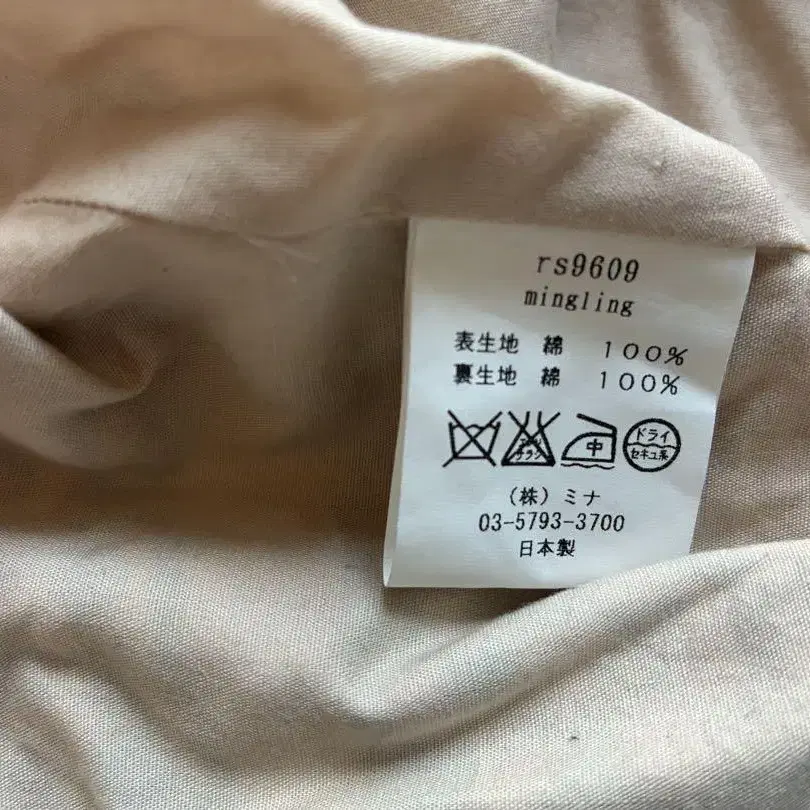 rs9609
mingling
表生地 綿 100%
裏生地 綿 100%
中 ドライ
セキユ系
(株) ミナ
03-5793-3700
日本製